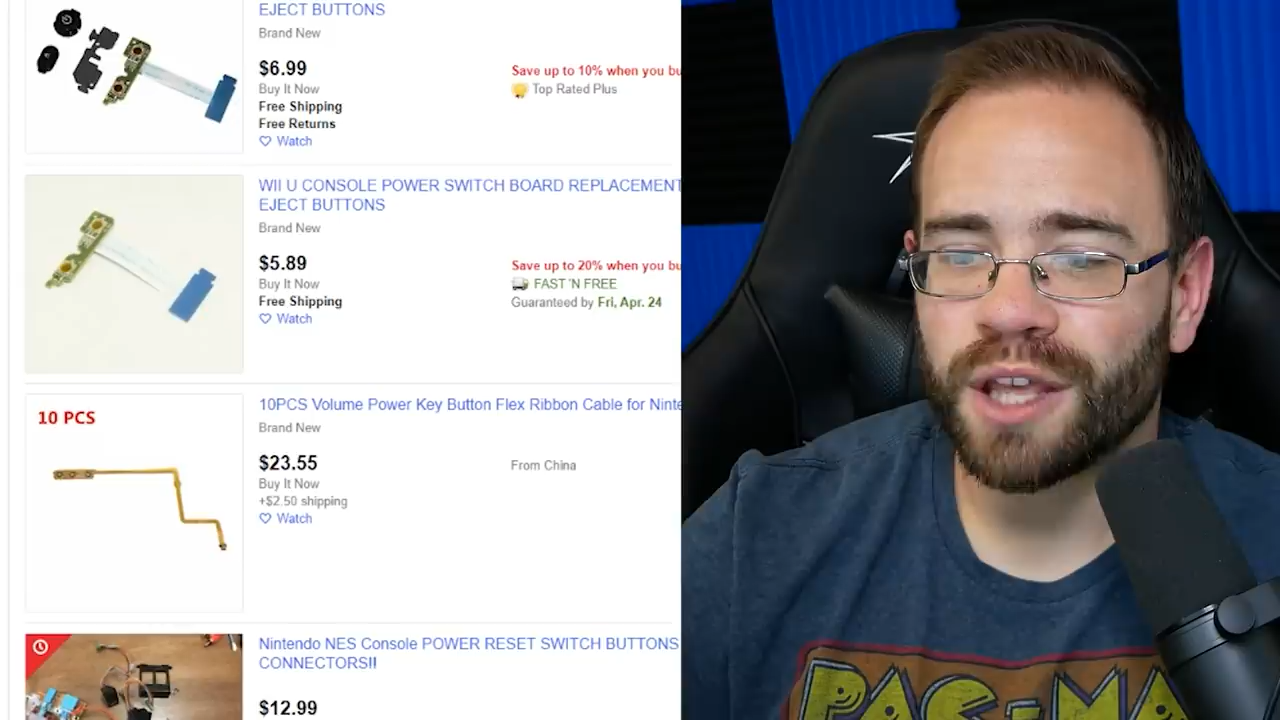 EJECT BUTTONS
Brand New
$6.99
Buy It Now
Free Shipping
Free Returns
Watch
Save up to 10% when you bu
Top Rated Plus
WII U CONSOLE POWER SWITCH BOARD REPLACEMENT
EJECT BUTTONS
Brand New
$5.89
Buy It Now
Free Shipping
Watch
Save up to 20% when you bu
FAST 'N FREE
Guaranteed by Fri, Apr. 24
10 PCS
10PCS Volume Power Key Button Flex Ribbon Cable for Ninte
Brand New
$23.55
Buy It Now
+$2.50 shipping
Watch
From China
Nintendo NES Console POWER RESET SWITCH BUTTONS
CONNECTORS!!
$12.99
PAC-MA